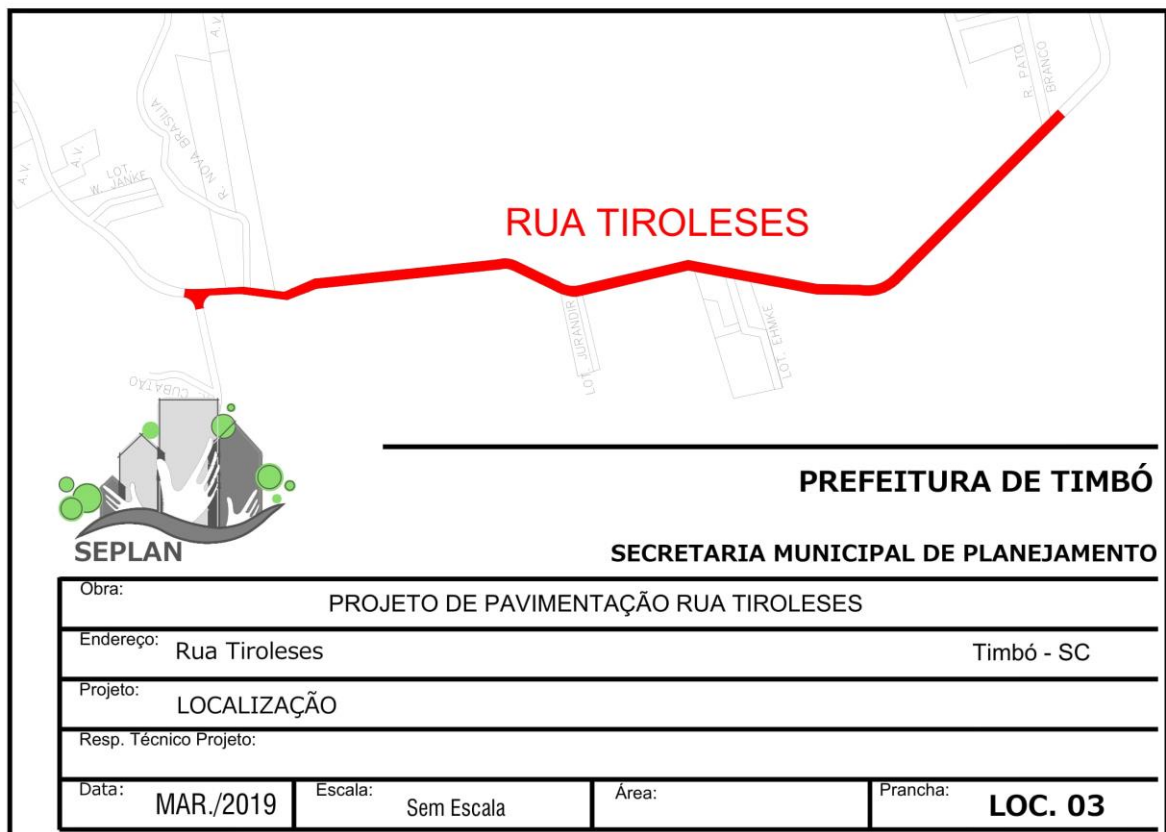 A.V.
R. PATO
BRANCO
R. NOVA BRASILIA
A.V.
A.V.
LOT.
W. JANKE
RUA TIROLESES
LOT. JURANDIR
LOT. EHMKE
R. CUBATÃO
PREFEITURA DE TIMBÓ
SEPLAN
SECRETARIA MUNICIPAL DE PLANEJAMENTO
Obra:
PROJETO DE PAVIMENTAÇÃO RUA TIROLESES
Endereço: Rua Tiroleses Timbó - SC
Projeto:
LOCALIZAÇÃO
Resp. Técnico Projeto:
Data: MAR./2019 Escala: Sem Escala Área: Prancha: LOC. 03